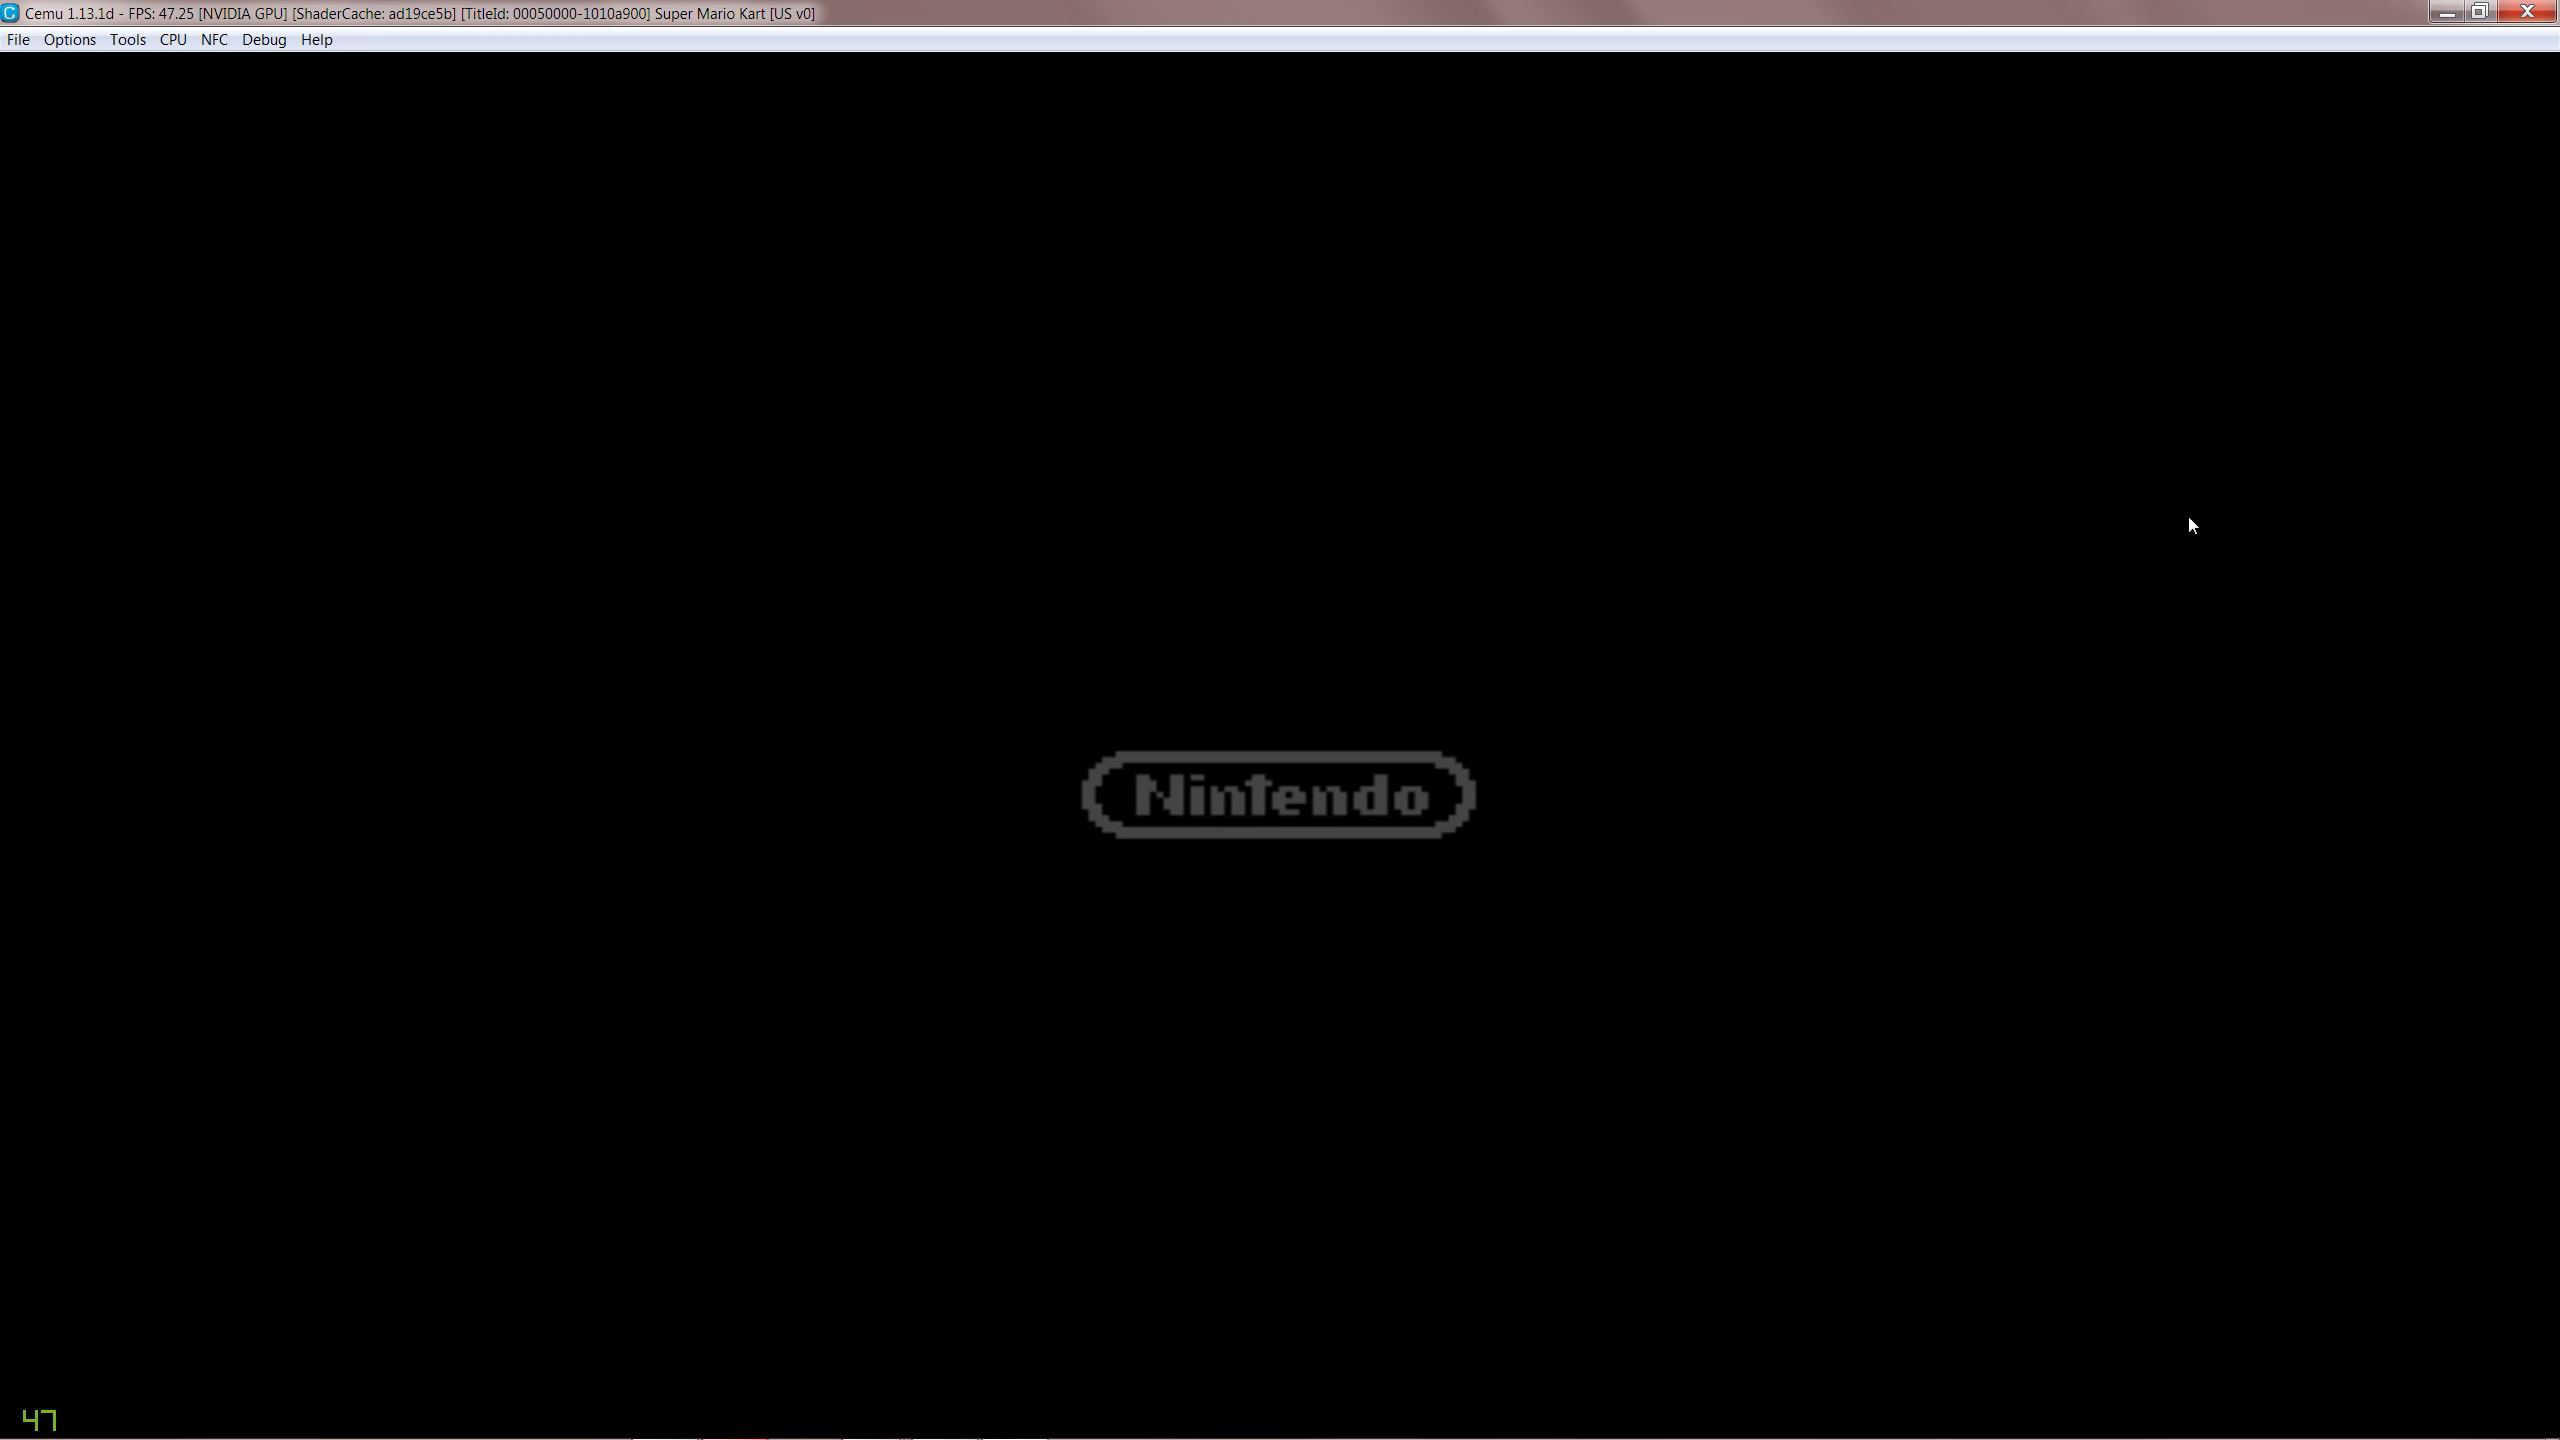 Cemu 1.13.1d - FPS: 47.25 [NVIDIA GPU] [ShaderCache: ad19ce5b] [TitleId: 00050000-1010a900] Super Mario Kart [US v0]
File Options Tools CPU NFC Debug Help
Nintendo
47